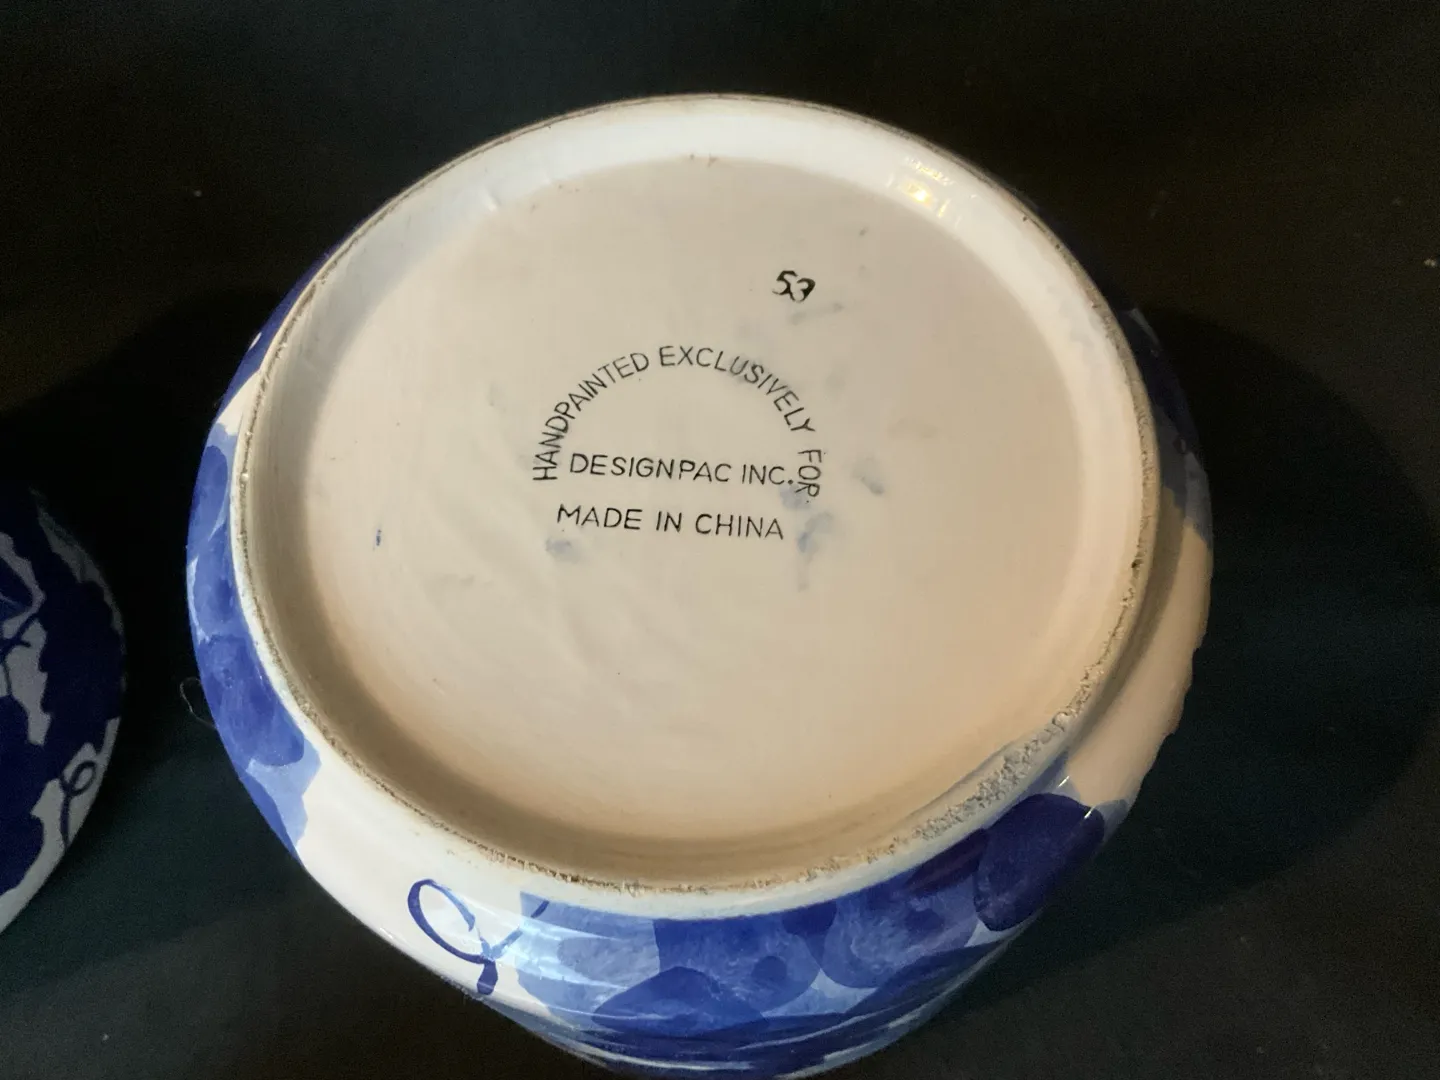 53
HANDPAINTED EXCLUSIVELY FOR
DESIGNPAC INC.
MADE IN CHINA